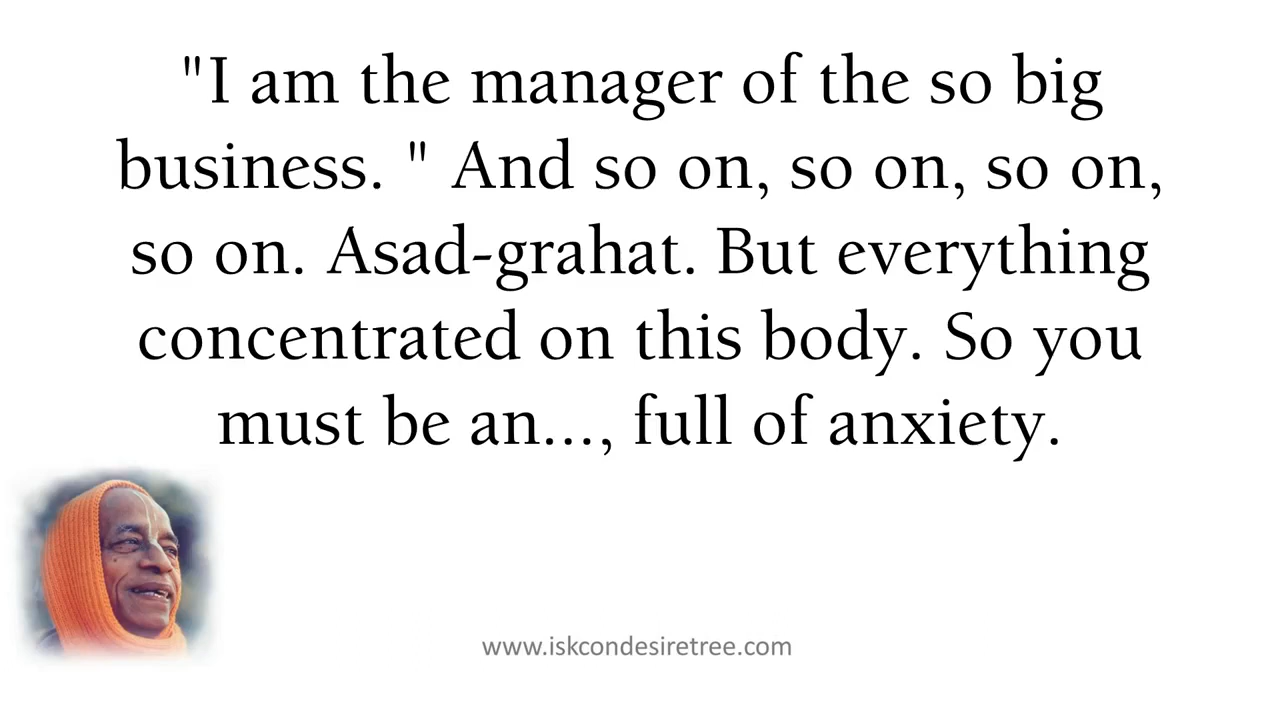 "I am the manager of the so big
business. " And so on, so on, so on,
so on. Asad-grahat. But everything
concentrated on this body. So you
must be an..., full of anxiety.
www.iskcondesiretree.com